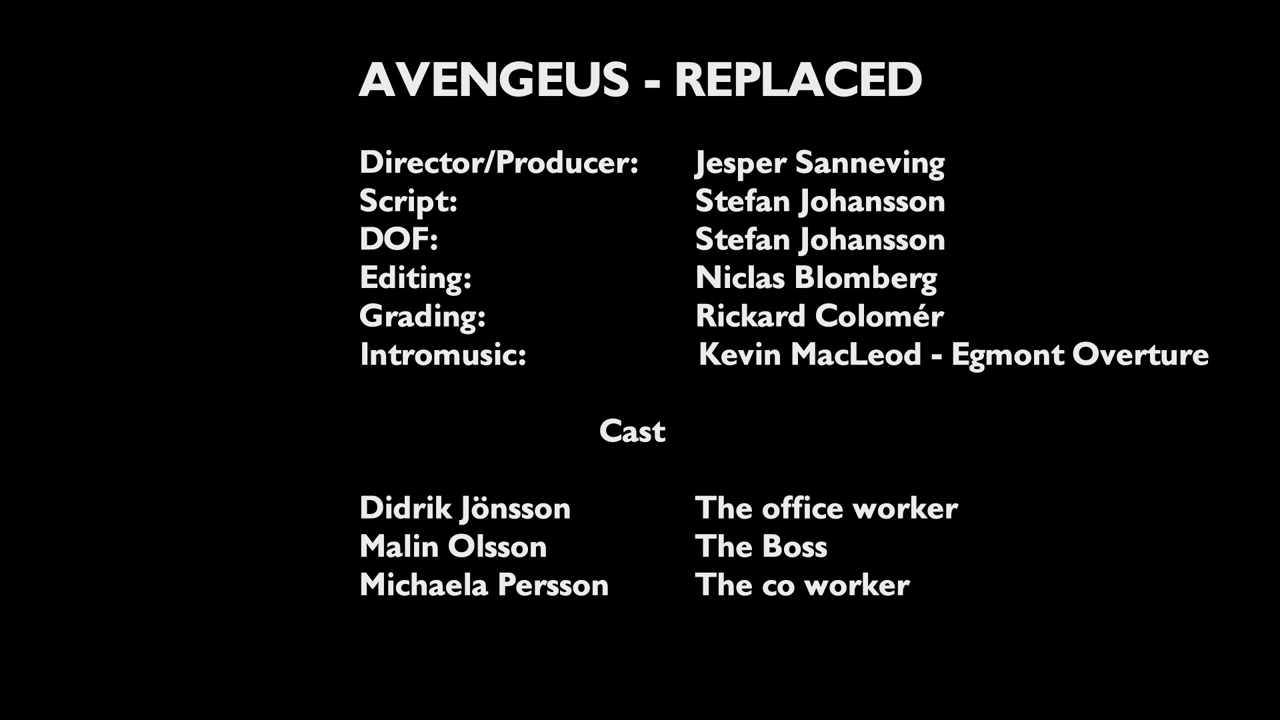 AVENGEUS - REPLACED
Director/Producer: Jesper Sanneving
Script: Stefan Johansson
DOF: Stefan Johansson
Editing: Niclas Blomberg
Grading: Rickard Colomér
Intromusic: Kevin MacLeod - Egmont Overture
Cast
Didrik Jönsson The office worker
Malin Olsson The Boss
Michaela Persson The co worker